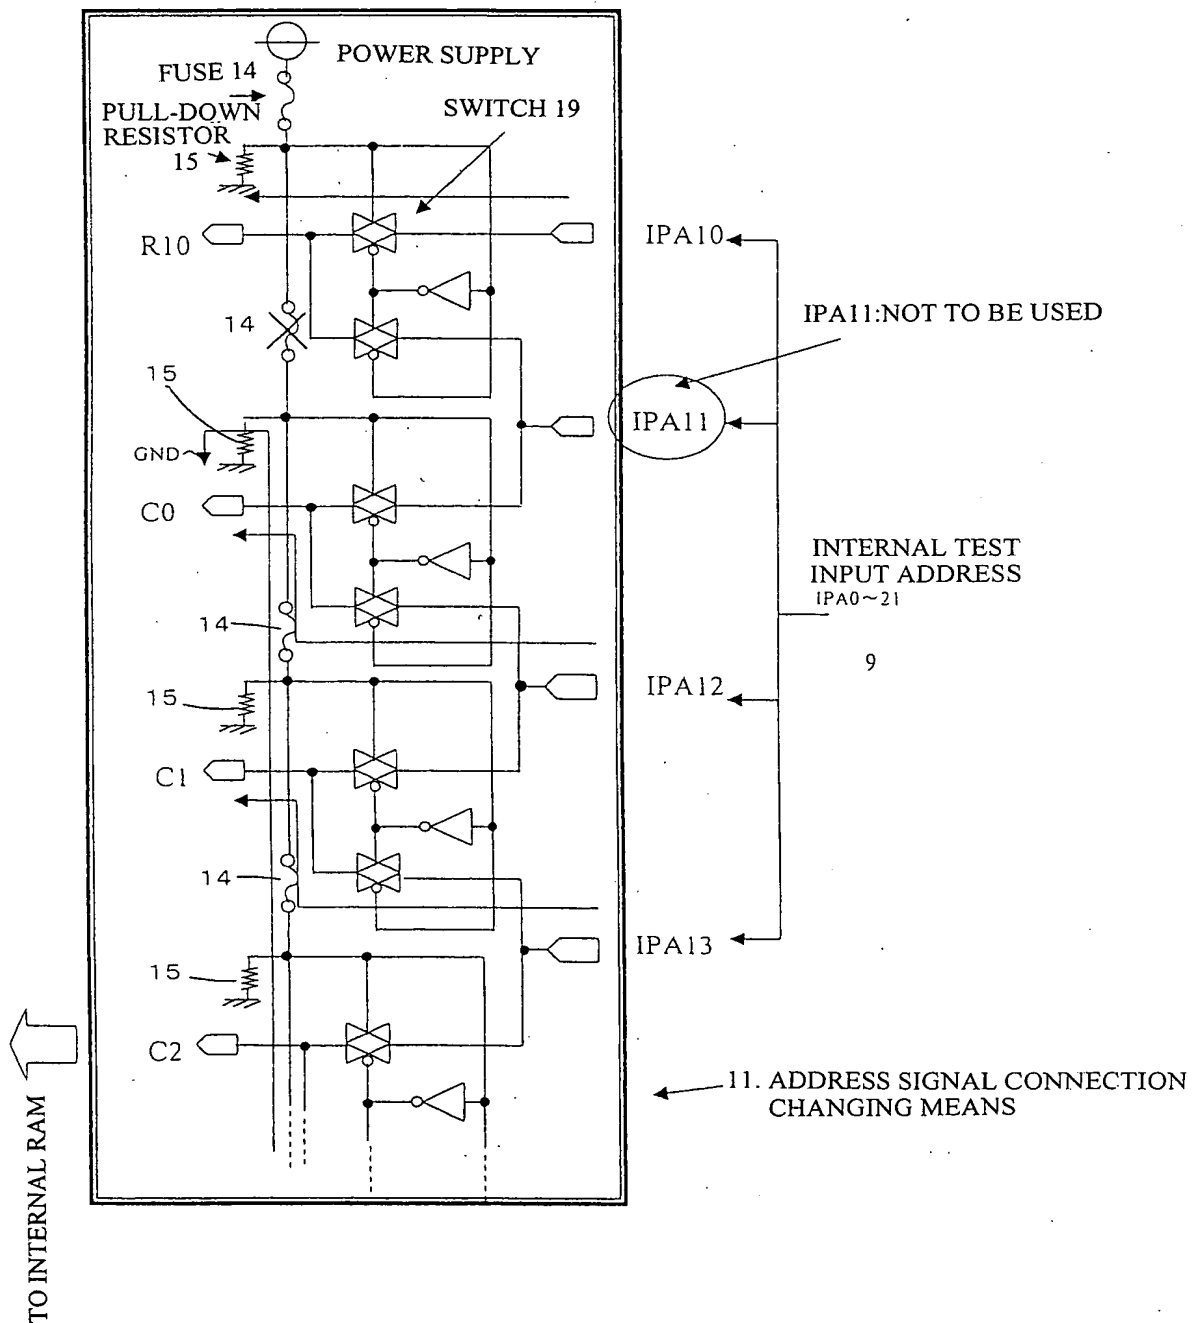 POWER SUPPLY
FUSE 14
PULL-DOWN
RESISTOR
15
SWITCH 19
R10
IPA10
14
IPA11:NOT TO BE USED
15
IPA11
GND~
C0
INTERNAL TEST
INPUT ADDRESS
IPA0~21
14
9
15
IPA12
C1
14
IPA13
15
C2
11. ADDRESS SIGNAL CONNECTION
CHANGING MEANS
TO INTERNAL RAM